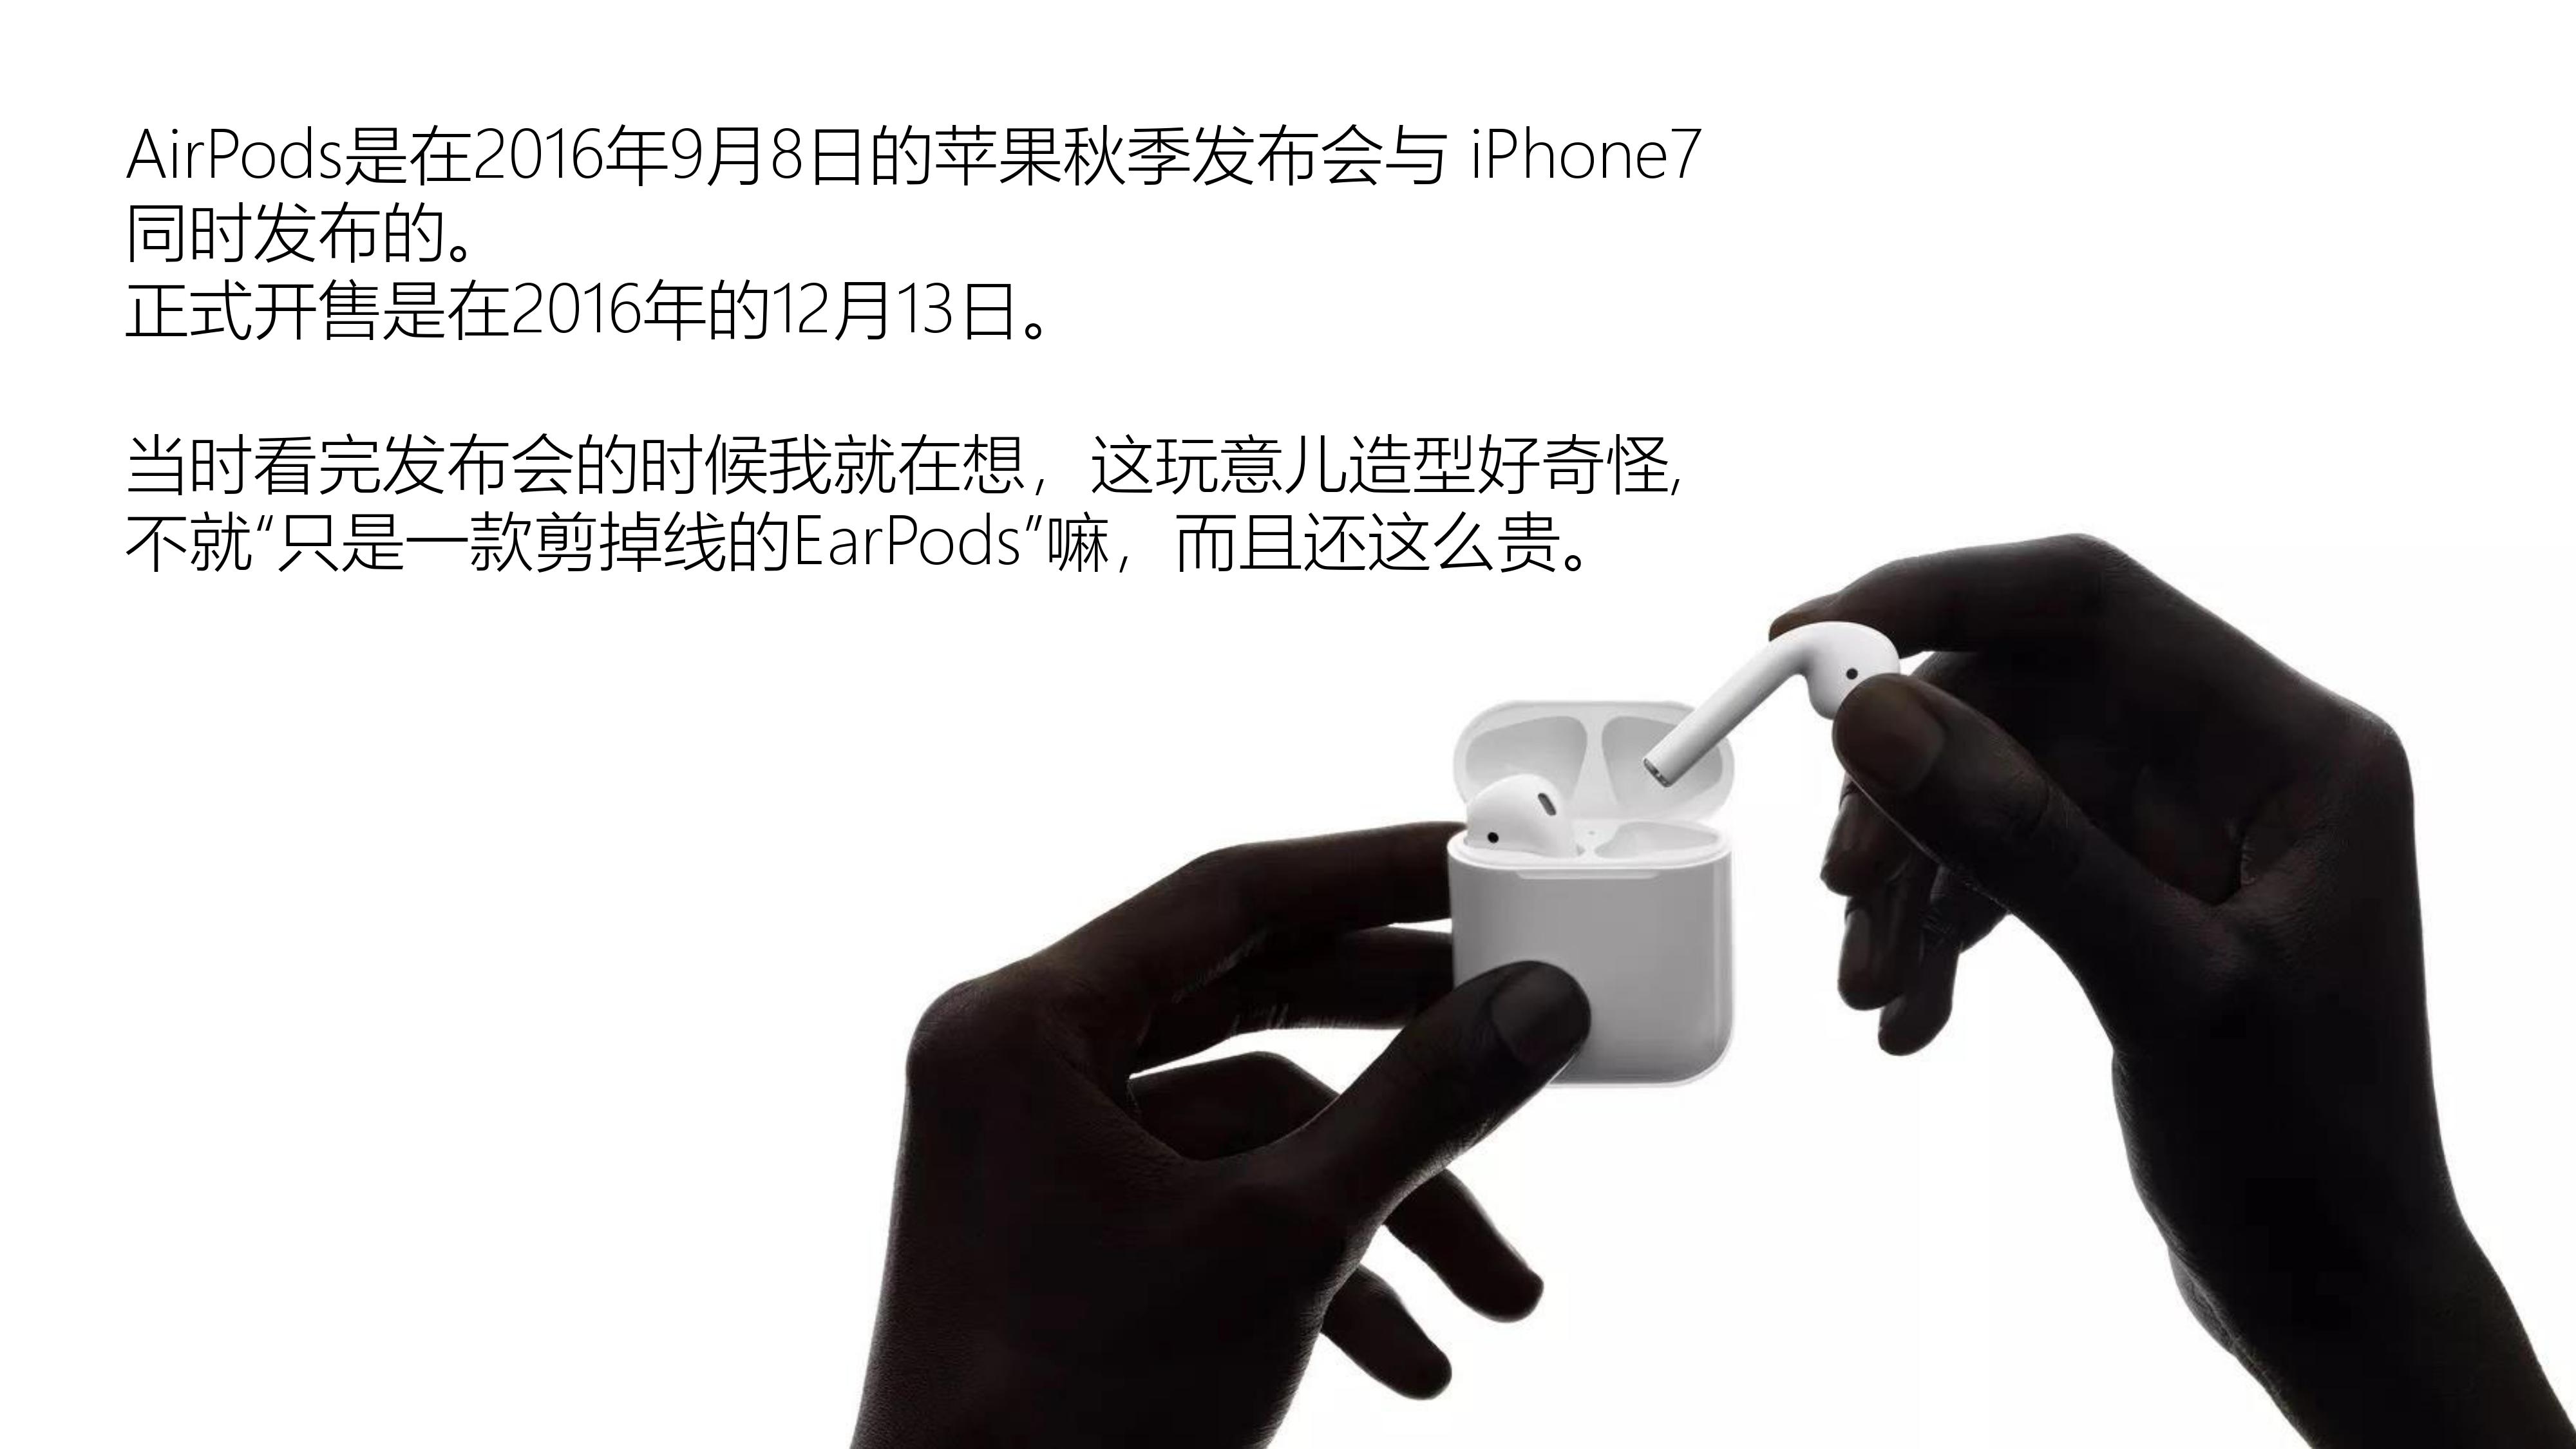 AirPods是在2016年9月8日的苹果秋季发布会与 iPhone7
同时发布的。
正式开售是在2016年的12月13日。
当时看完发布会的时候我就在想，这玩意儿造型好奇怪,
不就“只是一款剪掉线的EarPods”嘛，而且还这么贵。